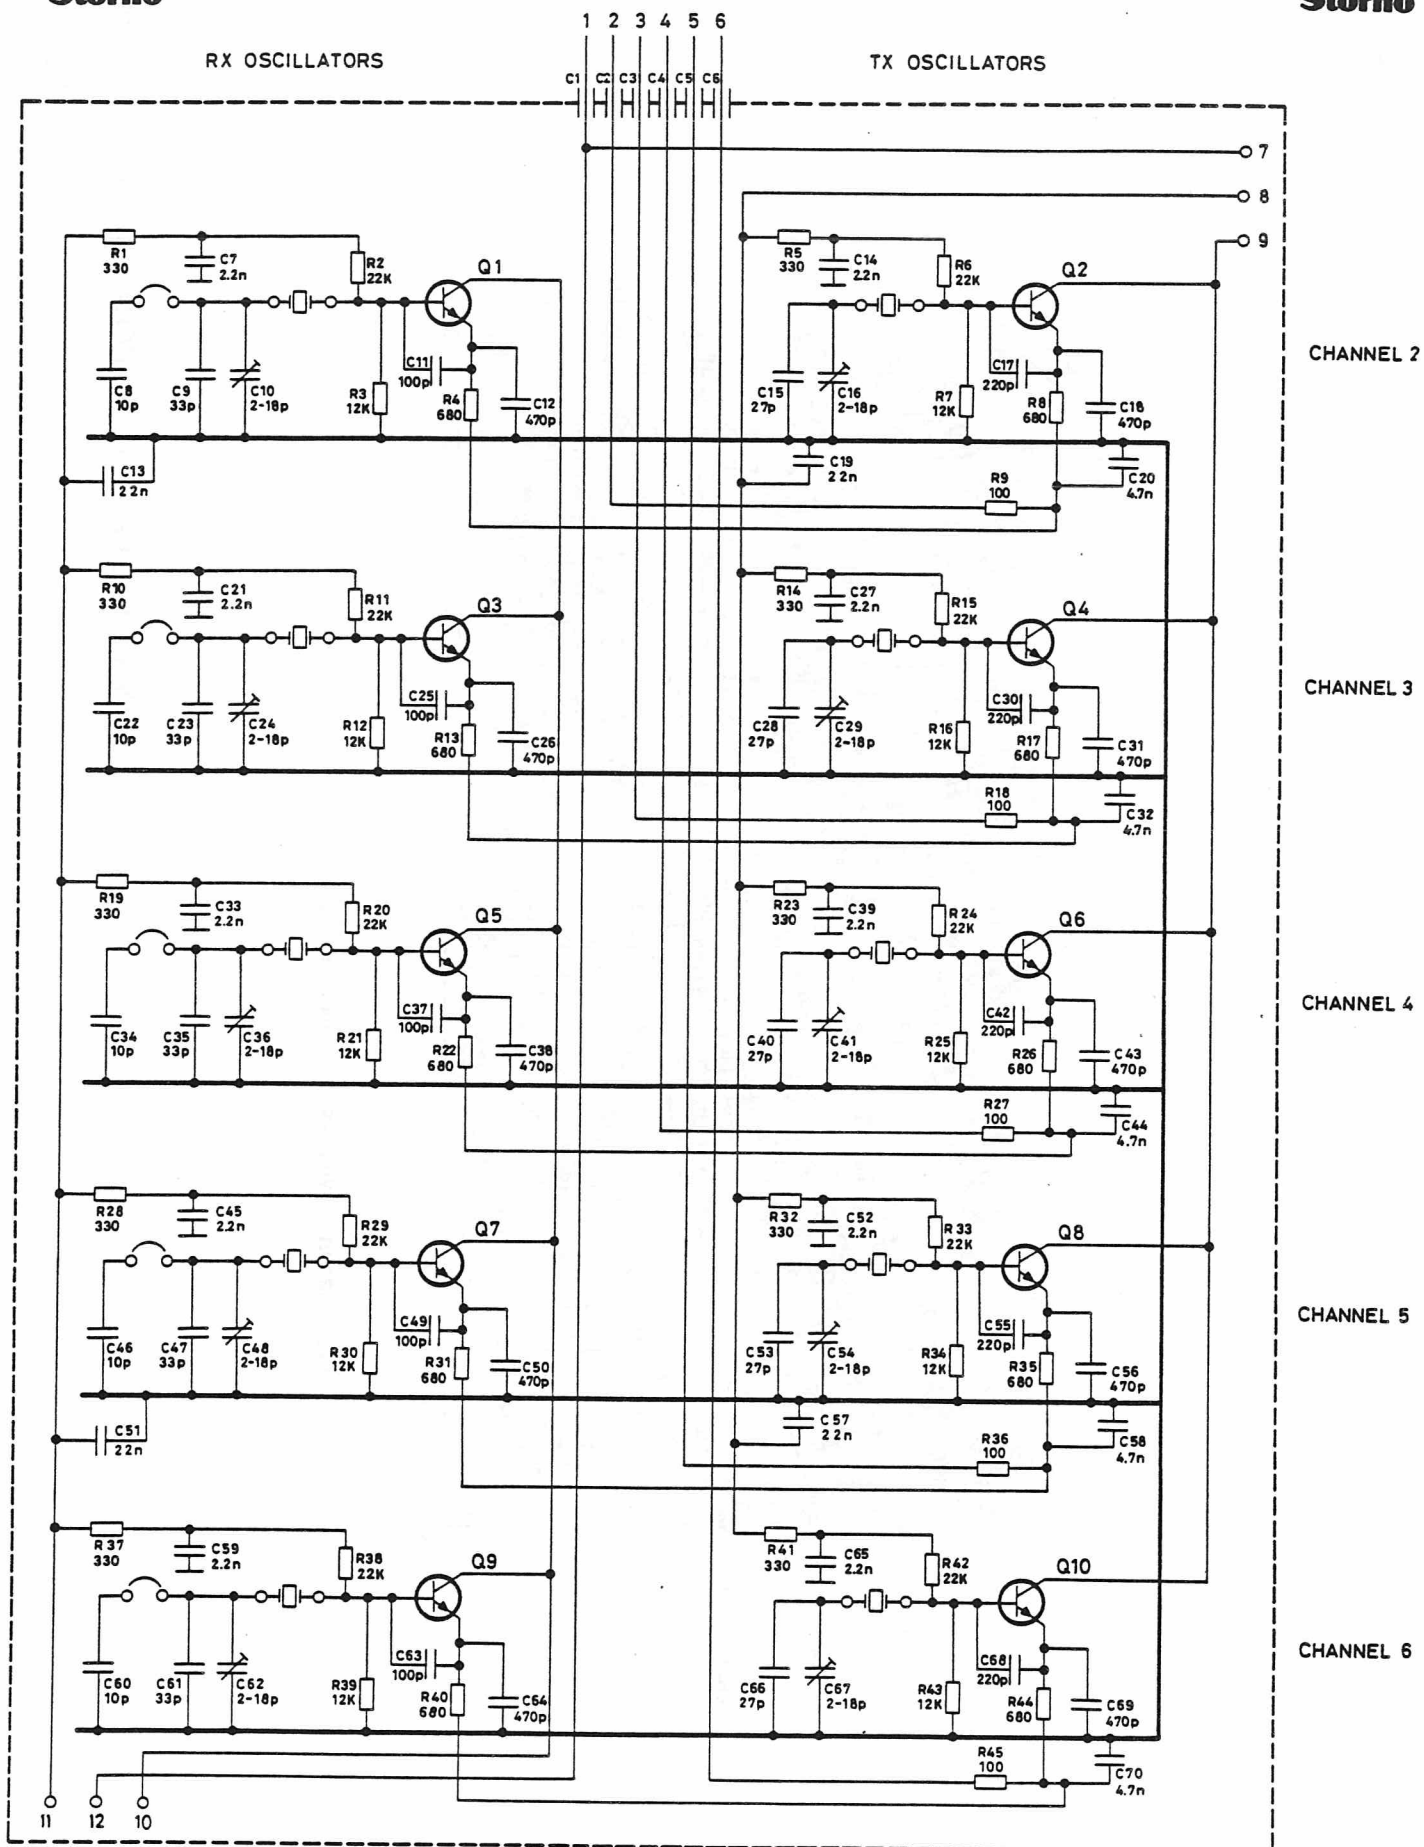 Storno
Storno
1 2 3 4 5 6
RX OSCILLATORS
TX OSCILLATORS
C1 C2 C3 C4 C5 C6
7
8
9
R1
330
C7
2.2n
R2
22K
Q1
C8
10p
C9
33p
C10
2-18p
R3
12K
C11
100p
R4
680
C12
470p
C13
22n
R5
330
C14
2.2n
R6
22K
Q2
C15
27p
C16
2-18p
R7
12K
C17
220p
R8
680
C18
470p
C19
22n
R9
100
C20
4.7n
CHANNEL 2
R10
330
C21
2.2n
R11
22K
Q3
C22
10p
C23
33p
C24
2-18p
R12
12K
C25
100p
R13
680
C26
470p
R14
330
C27
2.2n
R15
22K
Q4
C28
27p
C29
2-18p
R16
12K
C30
220p
R17
680
C31
470p
R18
100
C32
4.7n
CHANNEL 3
R19
330
C33
2.2n
R20
22K
Q5
C34
10p
C35
33p
C36
2-18p
R21
12K
C37
100p
R22
680
C38
470p
R23
330
C39
2.2n
R24
22K
Q6
C40
27p
C41
2-18p
R25
12K
C42
220p
R26
680
C43
470p
R27
100
C44
4.7n
CHANNEL 4
R28
330
C45
2.2n
R29
22K
Q7
C46
10p
C47
33p
C48
2-18p
R30
12K
C49
100p
R31
680
C50
470p
C51
22n
R32
330
C52
2.2n
R33
22K
Q8
C53
27p
C54
2-18p
R34
12K
C55
220p
R35
680
C56
470p
C57
22n
R36
100
C58
4.7n
CHANNEL 5
R37
330
C59
2.2n
R38
22K
Q9
C60
10p
C61
33p
C62
2-18p
R39
12K
C63
100p
R40
680
C64
470p
R41
330
C65
2.2n
R42
22K
Q10
C66
27p
C67
2-18p
R43
12K
C68
220p
R44
680
C69
470p
R45
100
C70
4.7n
CHANNEL 6
11 12 10